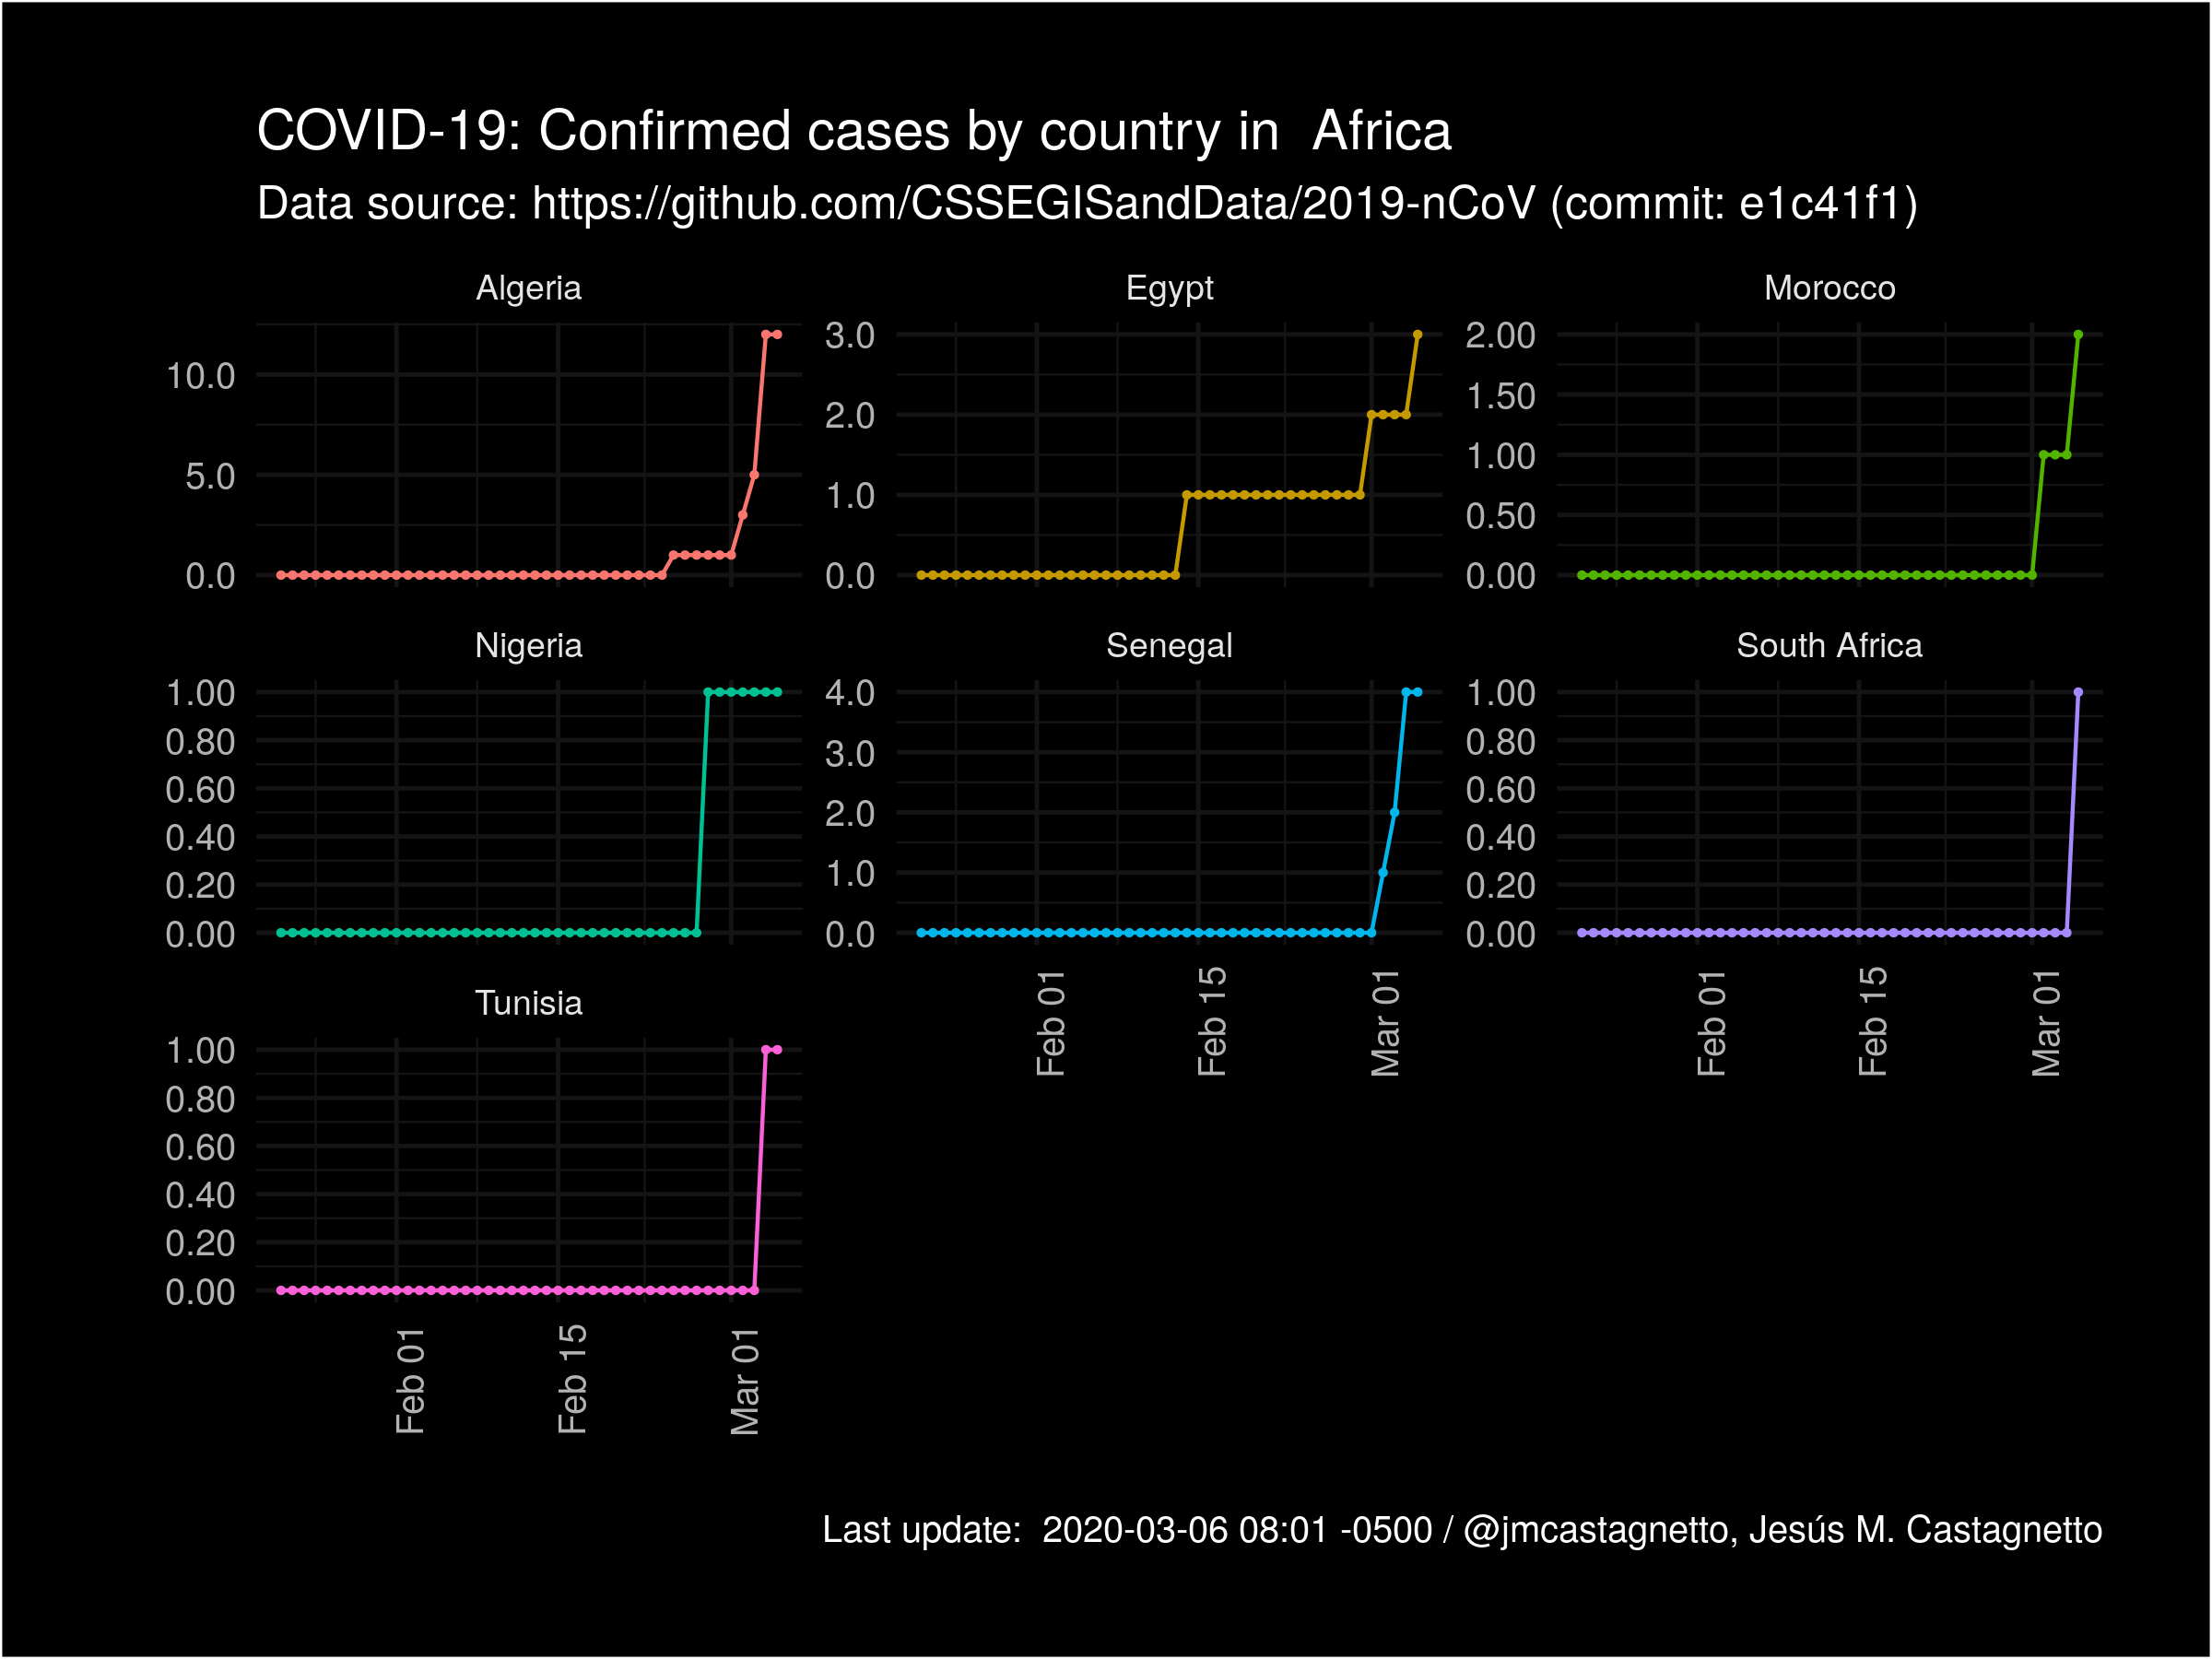 COVID-19: Confirmed cases by country in  Africa
Data source: https://github.com/CSSEGISandData/2019-nCoV (commit: e1c41f1)
Algeria
10.0
5.0
0.0
Egypt
3.0
2.0
1.0
0.0
Morocco
2.00
1.50
1.00
0.50
0.00
Nigeria
1.00
0.80
0.60
0.40
0.20
0.00
Senegal
4.0
3.0
2.0
1.0
0.0
Feb 01
Feb 15
Mar 01
South Africa
1.00
0.80
0.60
0.40
0.20
0.00
Feb 01
Feb 15
Mar 01
Tunisia
1.00
0.80
0.60
0.40
0.20
0.00
Feb 01
Feb 15
Mar 01
Last update:  2020-03-06 08:01 -0500 / @jmcastagnetto, Jesús M. Castagnetto